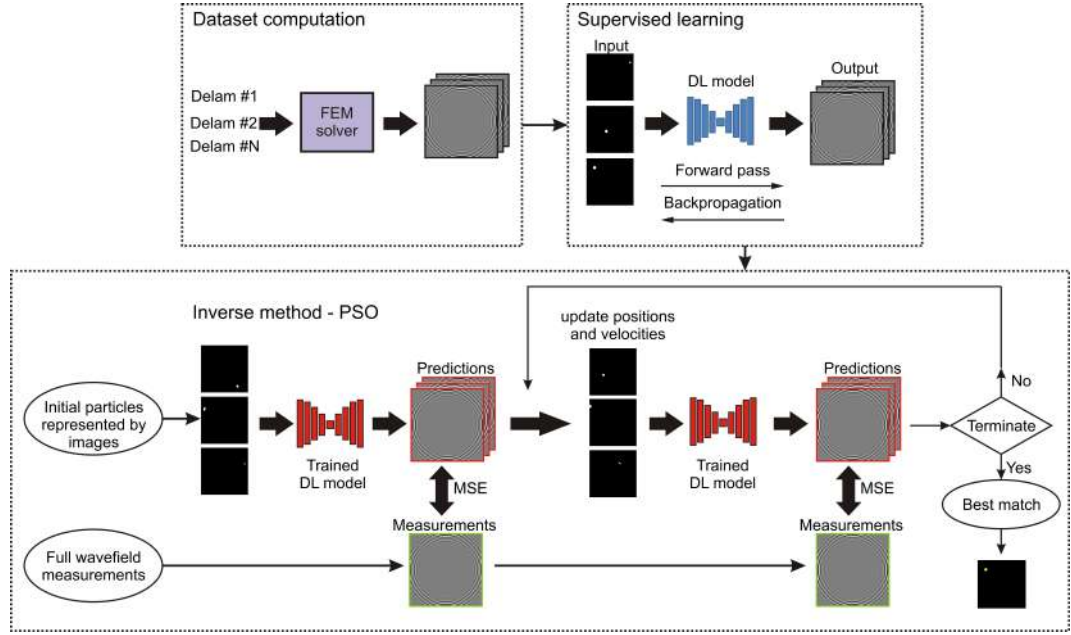 Dataset computation
Delam #1
Delam #2
Delam #N
FEM
solver
Supervised learning
Input
DL model
Output
Forward pass
Backpropagation
Inverse method - PSO
Initial particles
represented by
images
Trained
DL model
Predictions
MSE
Measurements
update positions
and velocities
Trained
DL model
Predictions
MSE
Measurements
No
Terminate
Yes
Best match
Full wavefield
measurements